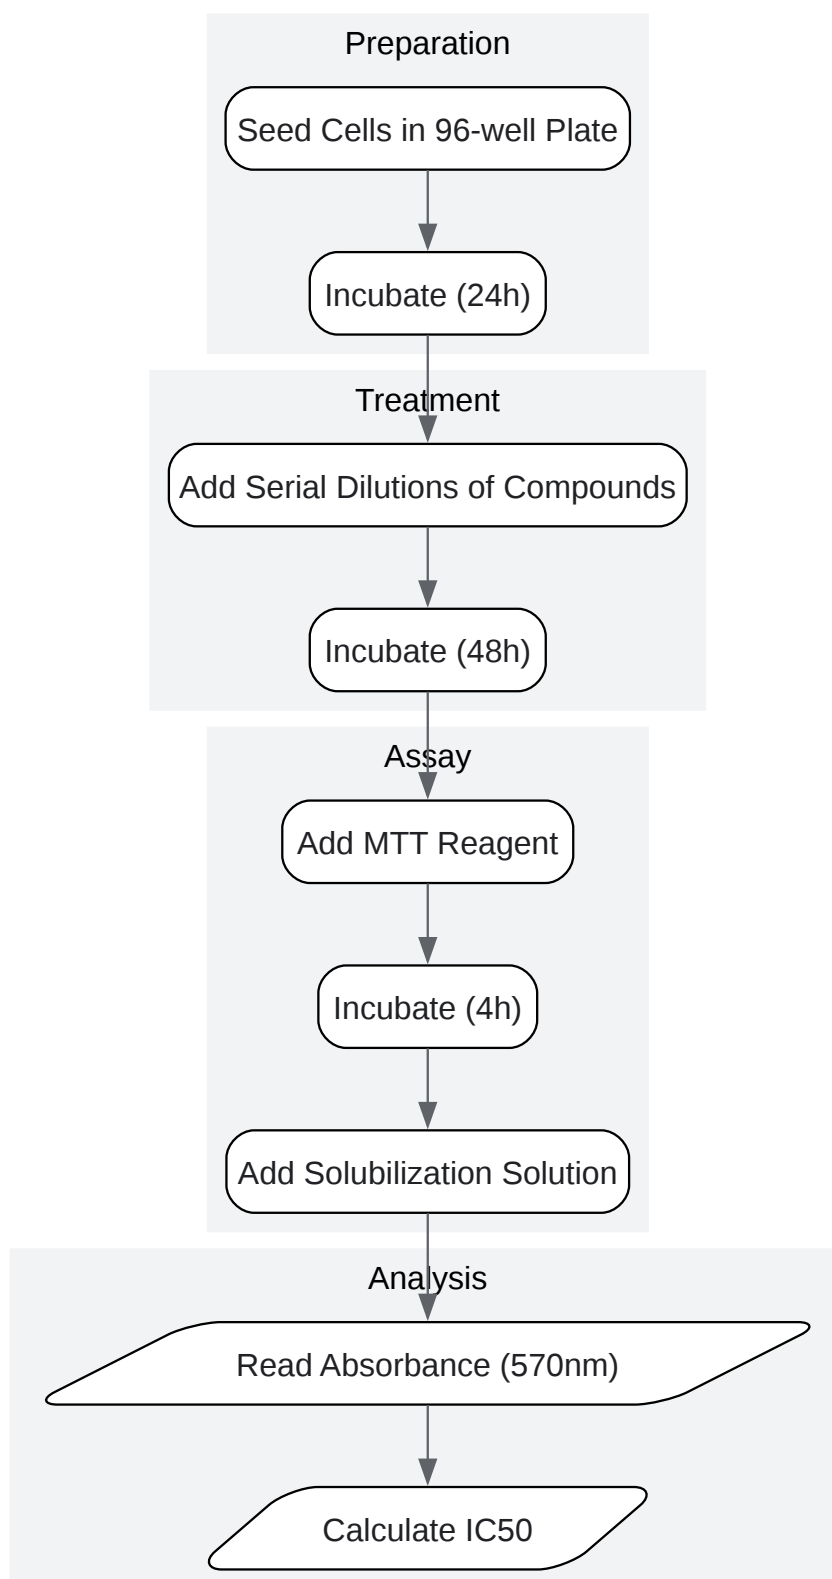 Preparation
Seed Cells in 96-well Plate
Incubate (24h)
Treatment
Add Serial Dilutions of Compounds
Incubate (48h)
Assay
Add MTT Reagent
Incubate (4h)
Add Solubilization Solution
Analysis
Read Absorbance (570nm)
Calculate IC50